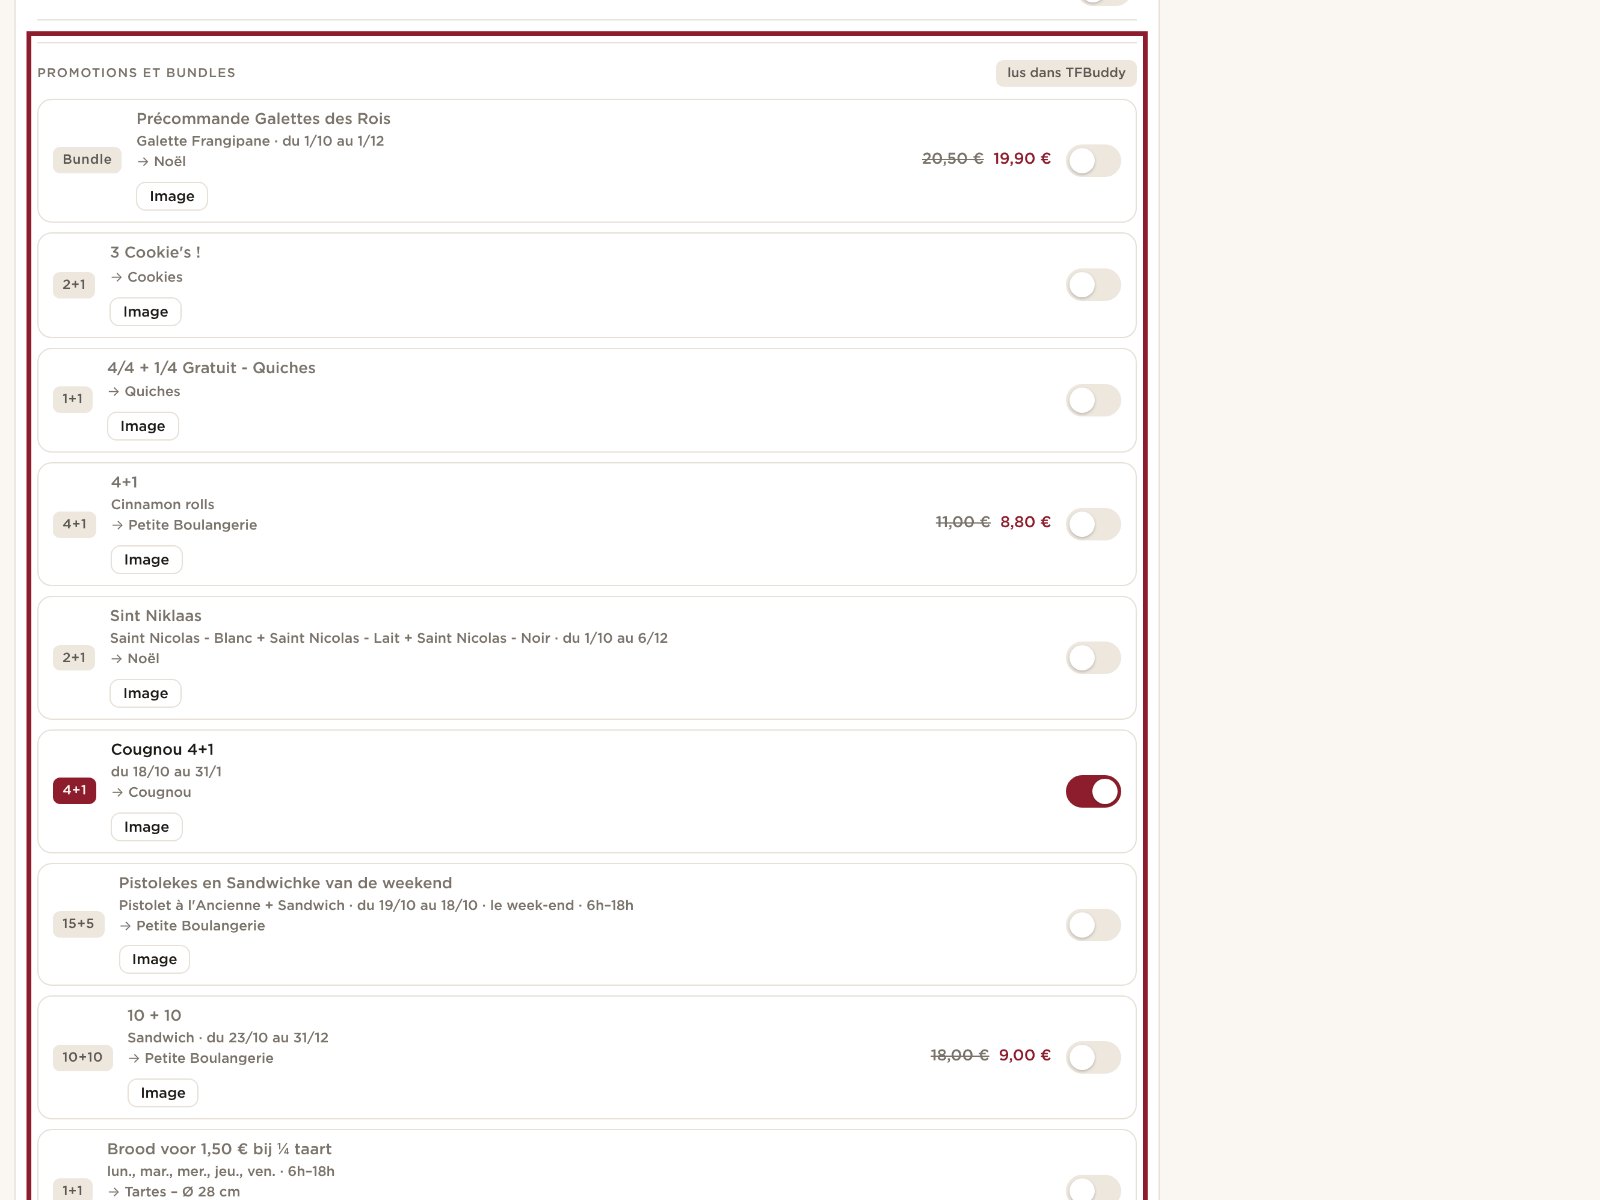 PROMOTIONS ET BUNDLES
lus dans TFBuddy
Précommande Galettes des Rois
Galette Frangipane · du 1/10 au 1/12
Bundle
→ Noël
20,50 € 19,90 €
Image
3 Cookie's !
2+1
→ Cookies
Image
4/4 + 1/4 Gratuit - Quiches
1+1
→ Quiches
Image
4+1
Cinnamon rolls
4+1
→ Petite Boulangerie
11,00 € 8,80 €
Image
Sint Niklaas
Saint Nicolas - Blanc + Saint Nicolas - Lait + Saint Nicolas - Noir · du 1/10 au 6/12
2+1
→ Noël
Image
Cougnou 4+1
du 18/10 au 31/1
4+1
→ Cougnou
Image
Pistolekes en Sandwichke van de weekend
Pistolet à l'Ancienne + Sandwich · du 19/10 au 18/10 · le week-end · 6h–18h
15+5
→ Petite Boulangerie
Image
10 + 10
Sandwich · du 23/10 au 31/12
10+10
→ Petite Boulangerie
18,00 € 9,00 €
Image
Brood voor 1,50 € bij ¼ taart
lun., mar., mer., jeu., ven. · 6h–18h
1+1
→ Tartes – Ø 28 cm